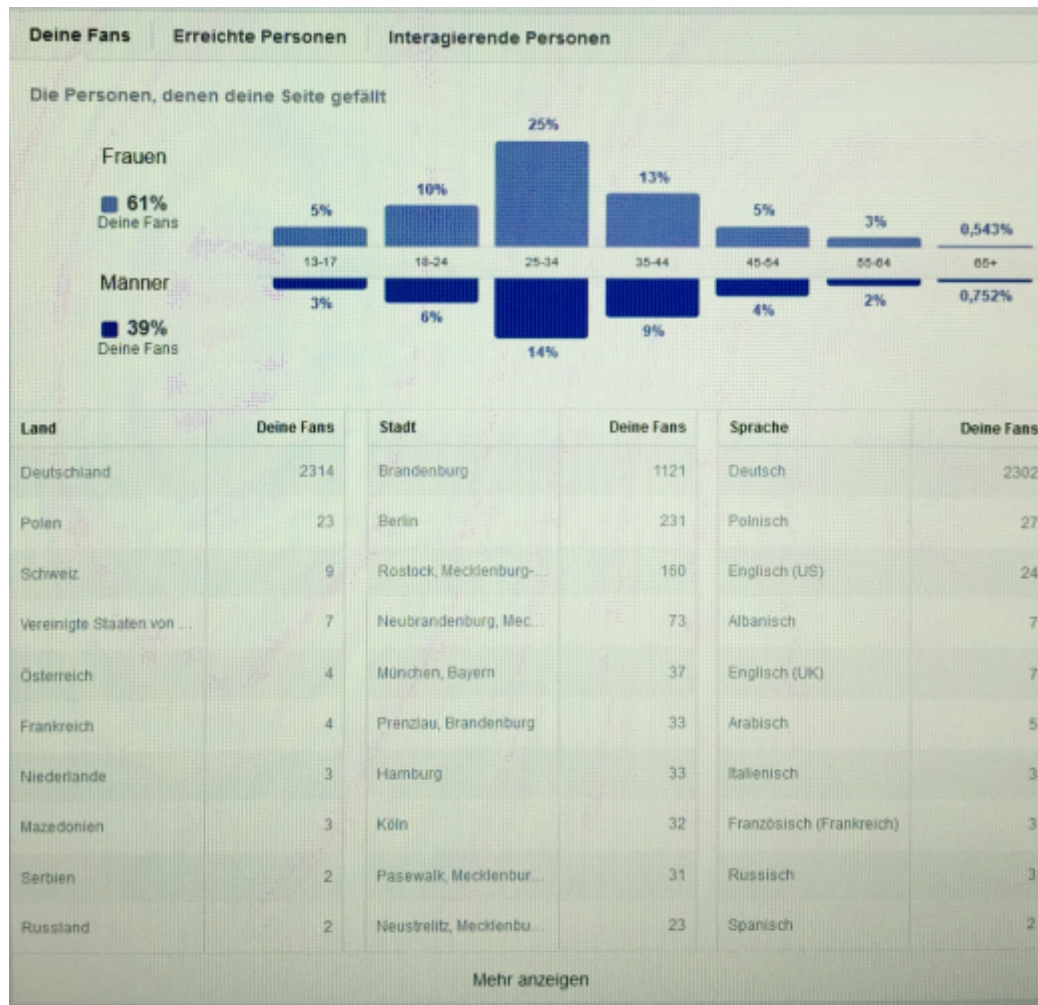 Deine Fans Erreichte Personen Interagierende Personen
Die Personen, denen deine Seite gefällt
Frauen
61%
Deine Fans
5% 10% 25% 13% 5% 3% 0,543%
13-17 18-24 25-34 35-44 45-54 55-64 65+
Männer
39%
Deine Fans
3% 6% 14% 9% 4% 2% 0,752%
Land Deine Fans Stadt Deine Fans Sprache Deine Fans
Deutschland 2314 Brandenburg 1121 Deutsch 2302
Polen 23 Berlin 231 Polnisch 27
Schweiz 9 Rostock, Mecklenburg-... 160 Englisch (US) 24
Vereinigte Staaten von ... 7 Neubrandenburg, Mec... 73 Albanisch 7
Österreich 4 München, Bayern 37 Englisch (UK) 7
Frankreich 4 Prenzlau, Brandenburg 33 Arabisch 5
Niederlande 3 Hamburg 33 Italienisch 3
Mazedonien 3 Köln 32 Französisch (Frankreich) 3
Serbien 2 Pasewalk, Mecklenbur... 31 Russisch 3
Russland 2 Neustrelitz, Mecklenbu... 23 Spanisch 2
Mehr anzeigen